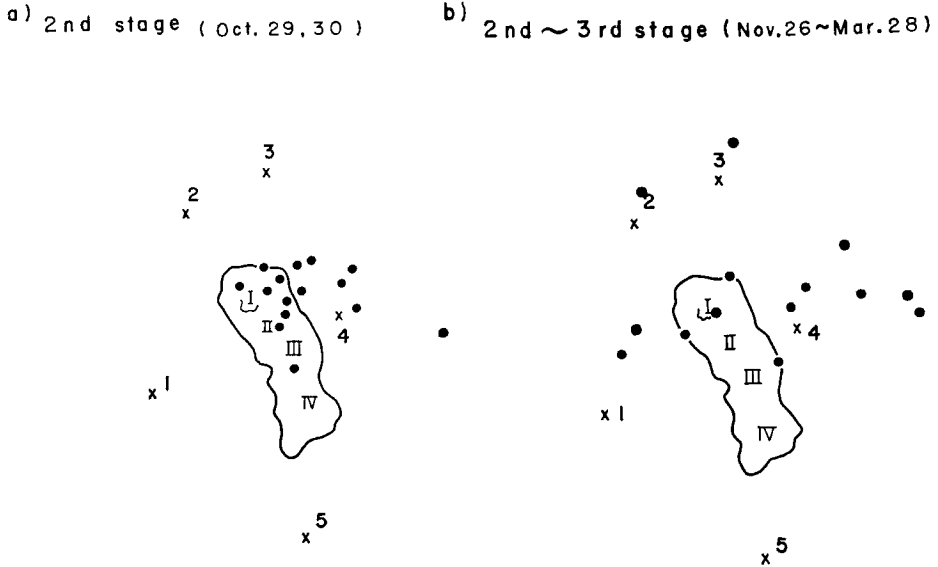 a) 2nd stage (Oct. 29, 30)
b) 2nd ~ 3rd stage (Nov. 26 ~ Mar. 28)
3
x
2
x
I
II
III
IV
x
4
x 1
x 5
3
x
2
x
I
II
III
IV
x 4
x 1
x 5